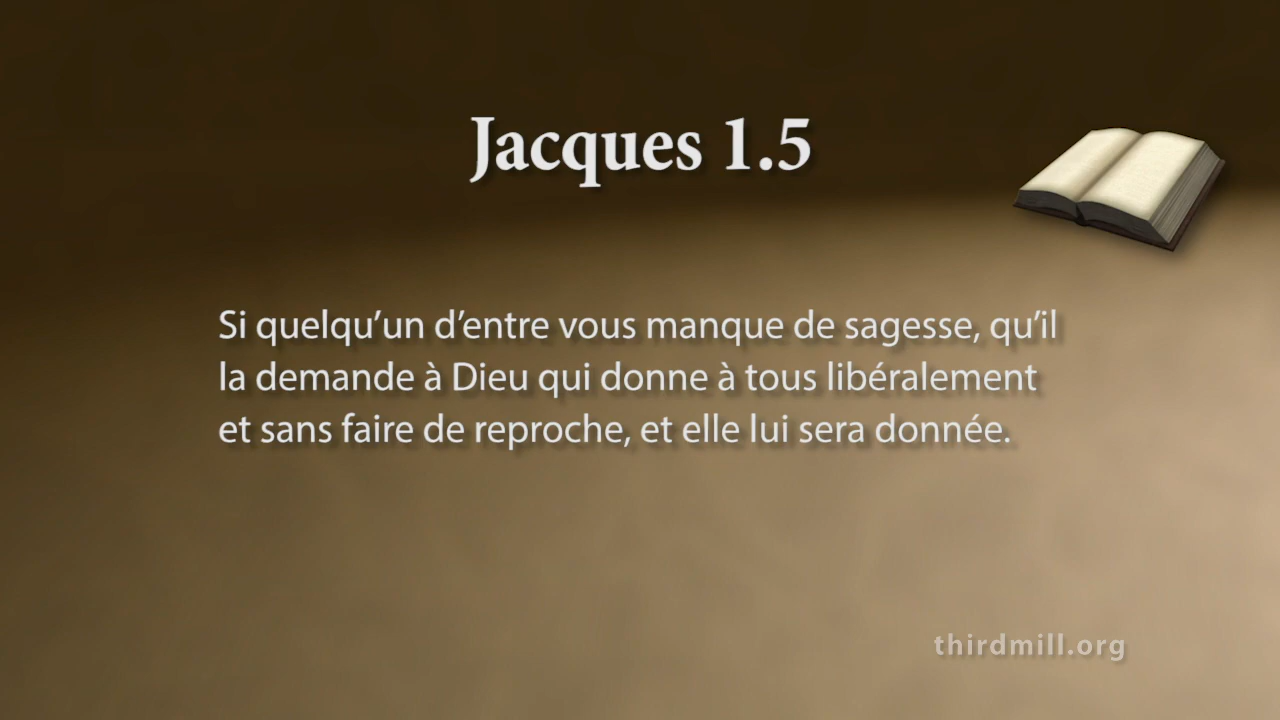 Jacques 1.5
Si quelqu’un d’entre vous manque de sagesse, qu’il
la demande à Dieu qui donne à tous libéralement
et sans faire de reproche, et elle lui sera donnée.
thirdmill.org